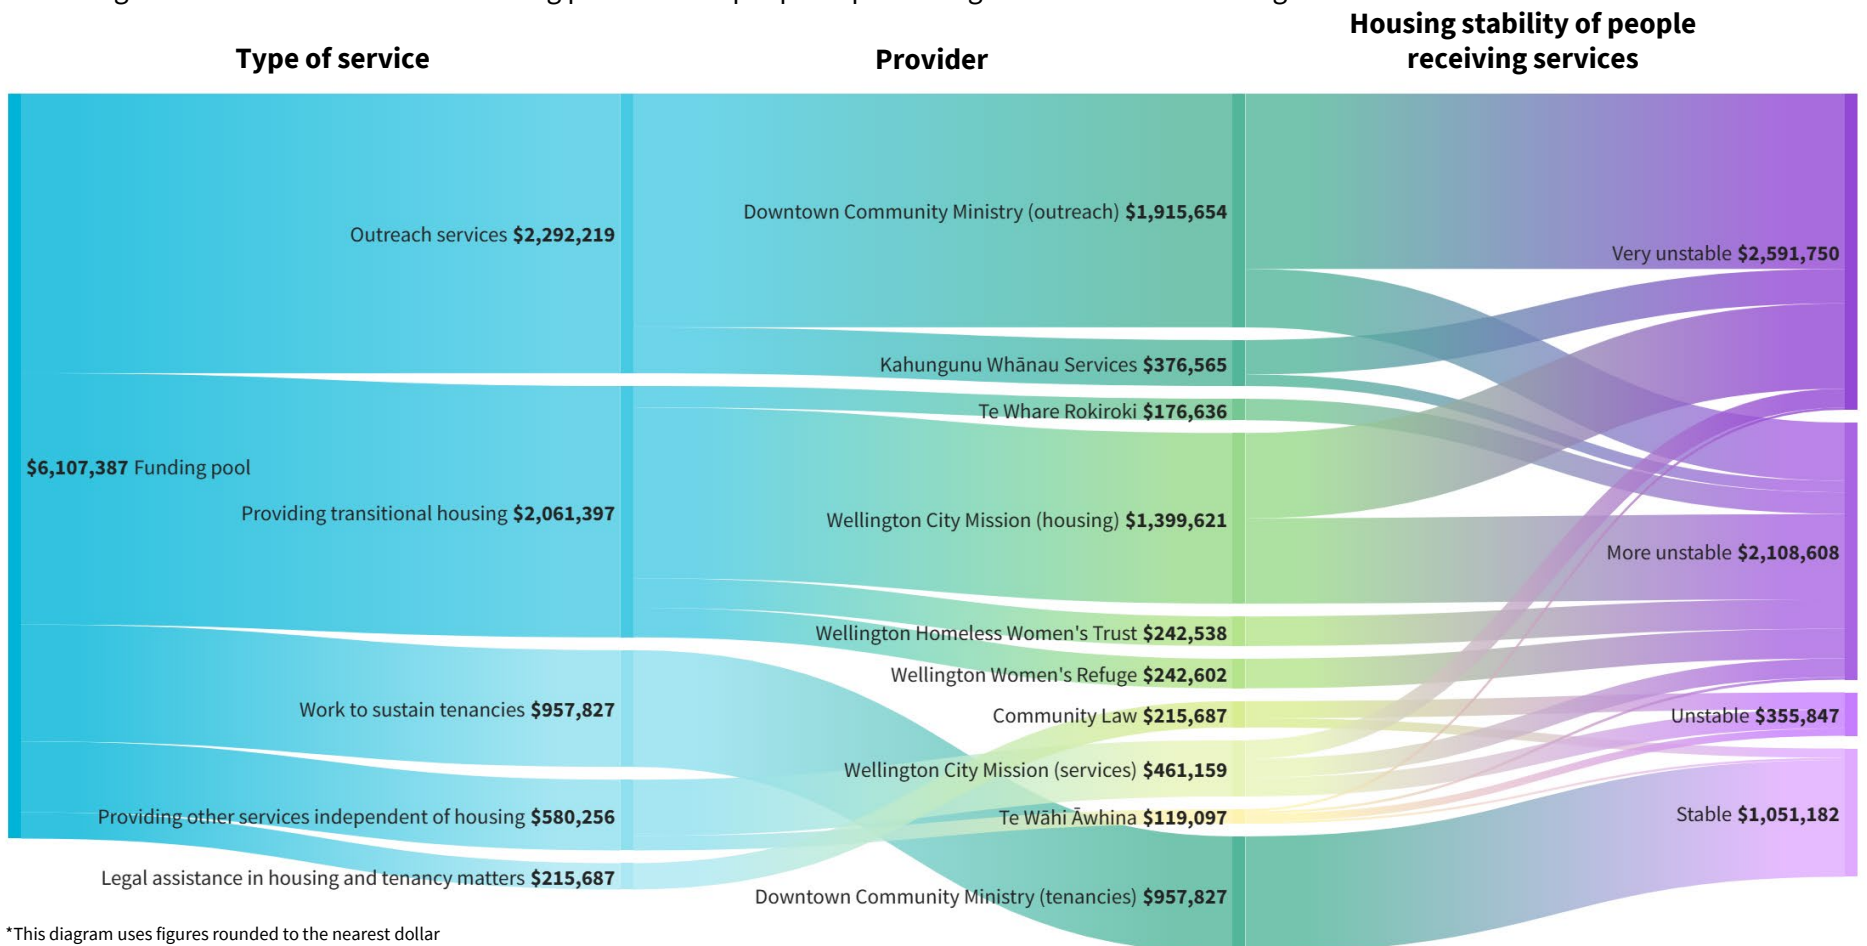 Type of service
Provider
Housing stability of people
receiving services
$6,107,387 Funding pool
Outreach services $2,292,219
Providing transitional housing $2,061,397
Work to sustain tenancies $957,827
Providing other services independent of housing $580,256
Legal assistance in housing and tenancy matters $215,687
Downtown Community Ministry (outreach) $1,915,654
Kahungunu Whānau Services $376,565
Te Whare Rokiroki $176,636
Wellington City Mission (housing) $1,399,621
Wellington Homeless Women's Trust $242,538
Wellington Women's Refuge $242,602
Community Law $215,687
Wellington City Mission (services) $461,159
Te Wāhi Āwhina $119,097
Downtown Community Ministry (tenancies) $957,827
Very unstable $2,591,750
More unstable $2,108,608
Unstable $355,847
Stable $1,051,182
*This diagram uses figures rounded to the nearest dollar